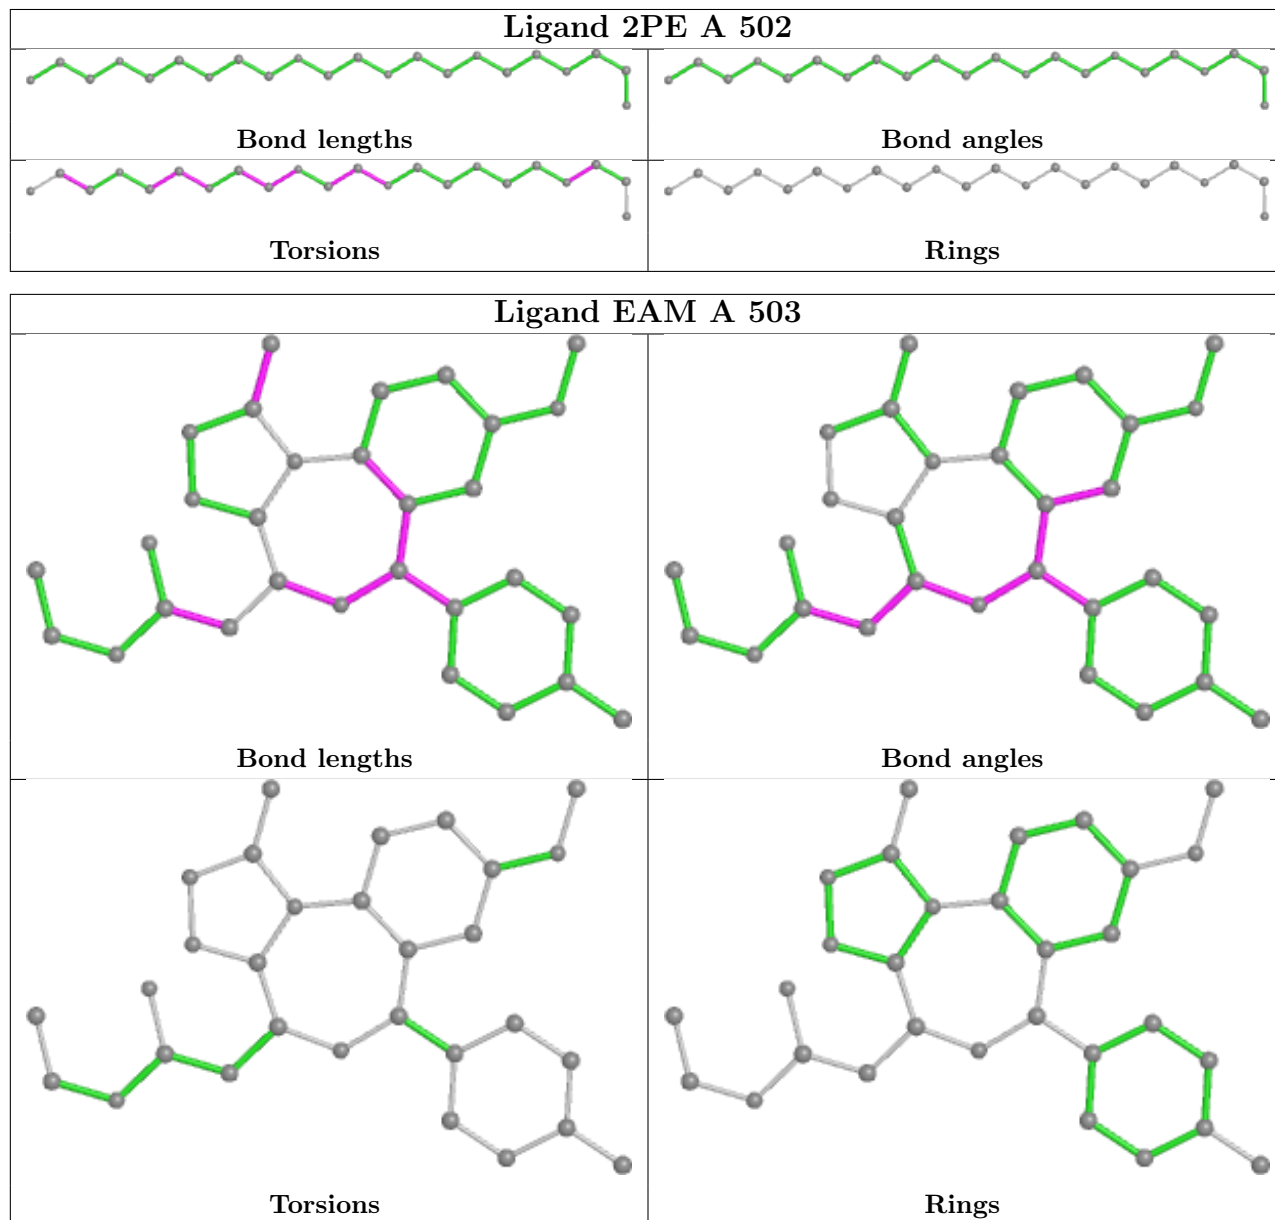 Ligand 2PE A 502
Bond lengths
Bond angles
Torsions
Rings
Ligand EAM A 503
Bond lengths
Bond angles
Torsions
Rings